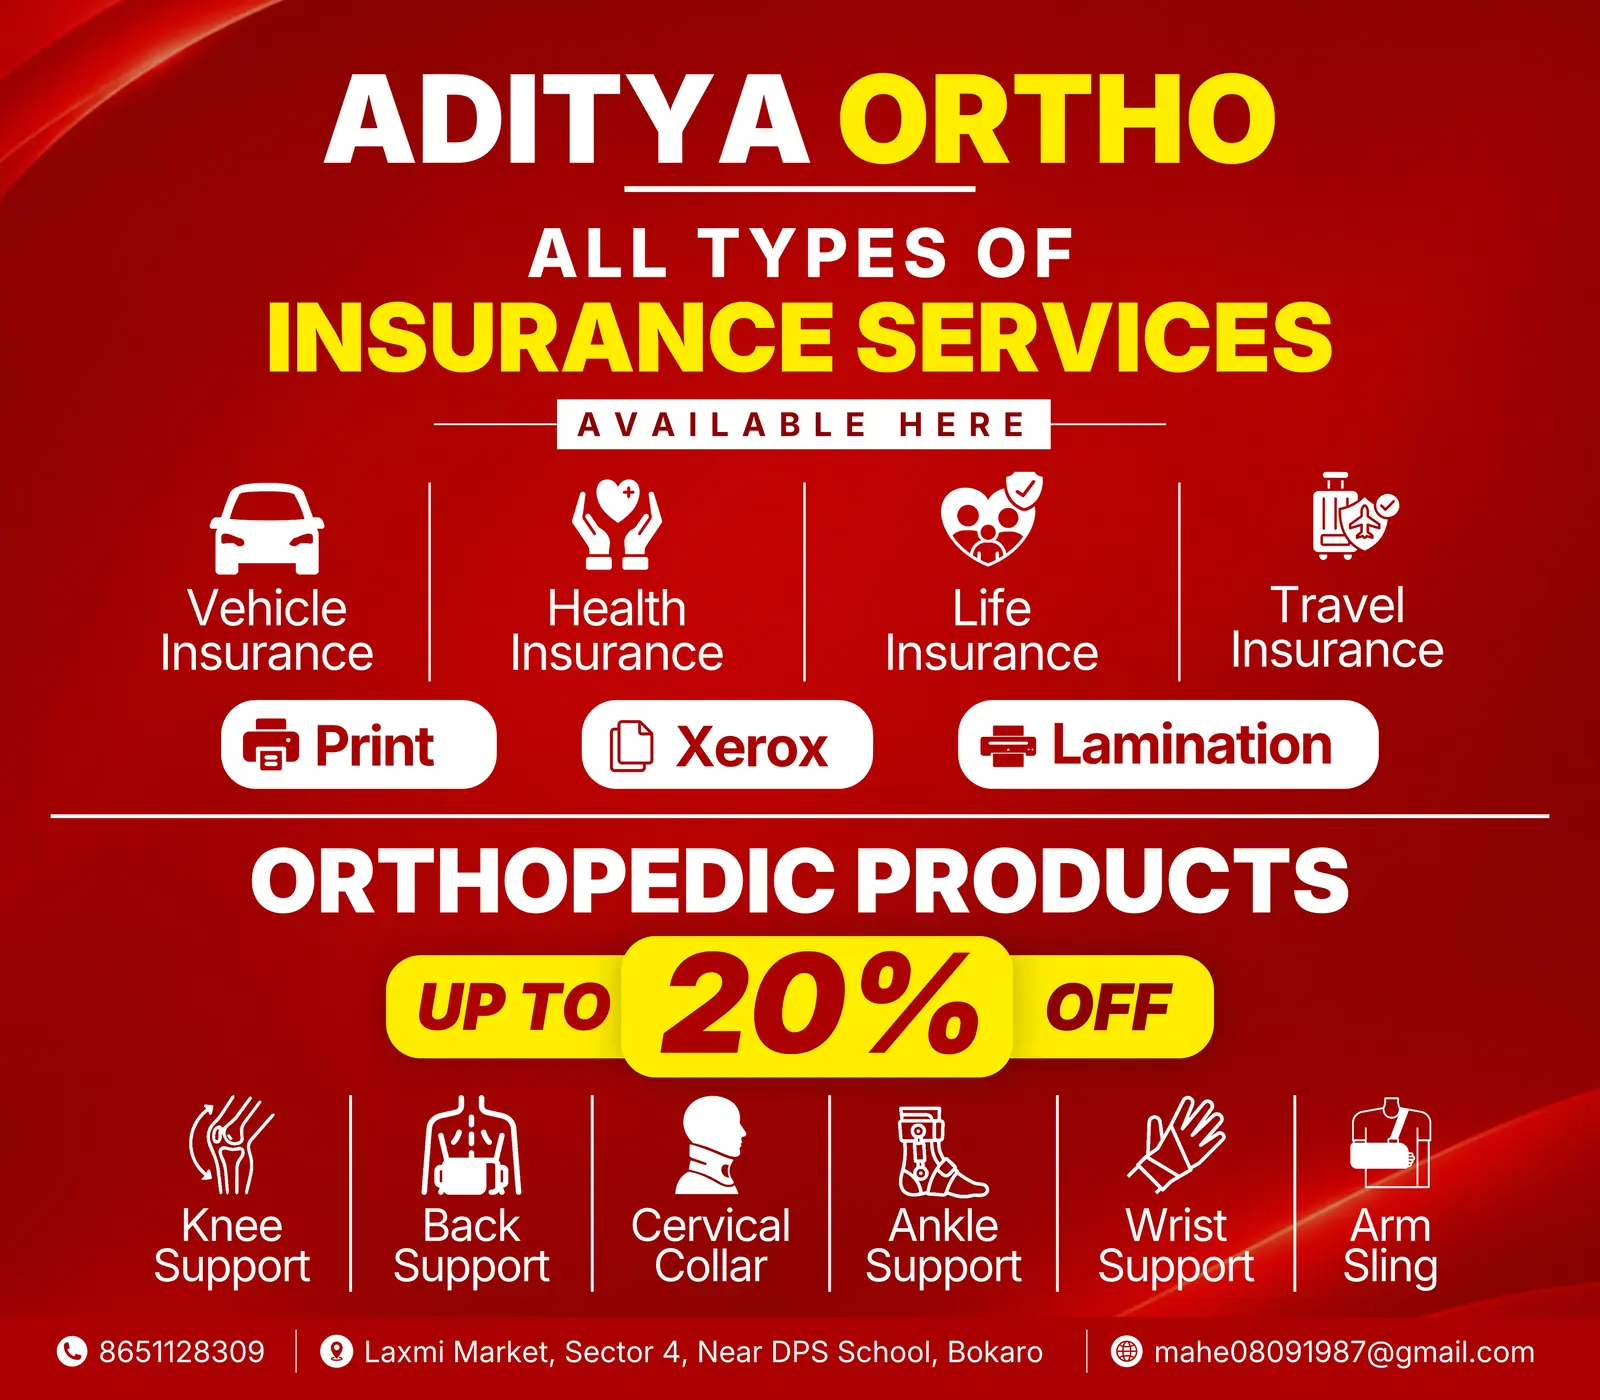 ADITYA ORTHO
ALL TYPES OF
INSURANCE SERVICES
AVAILABLE HERE
Vehicle
Insurance
Health
Insurance
Life
Insurance
Travel
Insurance
Print
Xerox
Lamination
ORTHOPEDIC PRODUCTS
UP TO 20% OFF
Knee
Support
Back
Support
Cervical
Collar
Ankle
Support
Wrist
Support
Arm
Sling
8651128309
Laxmi Market, Sector 4, Near DPS School, Bokaro
mahe08091987@gmail.com